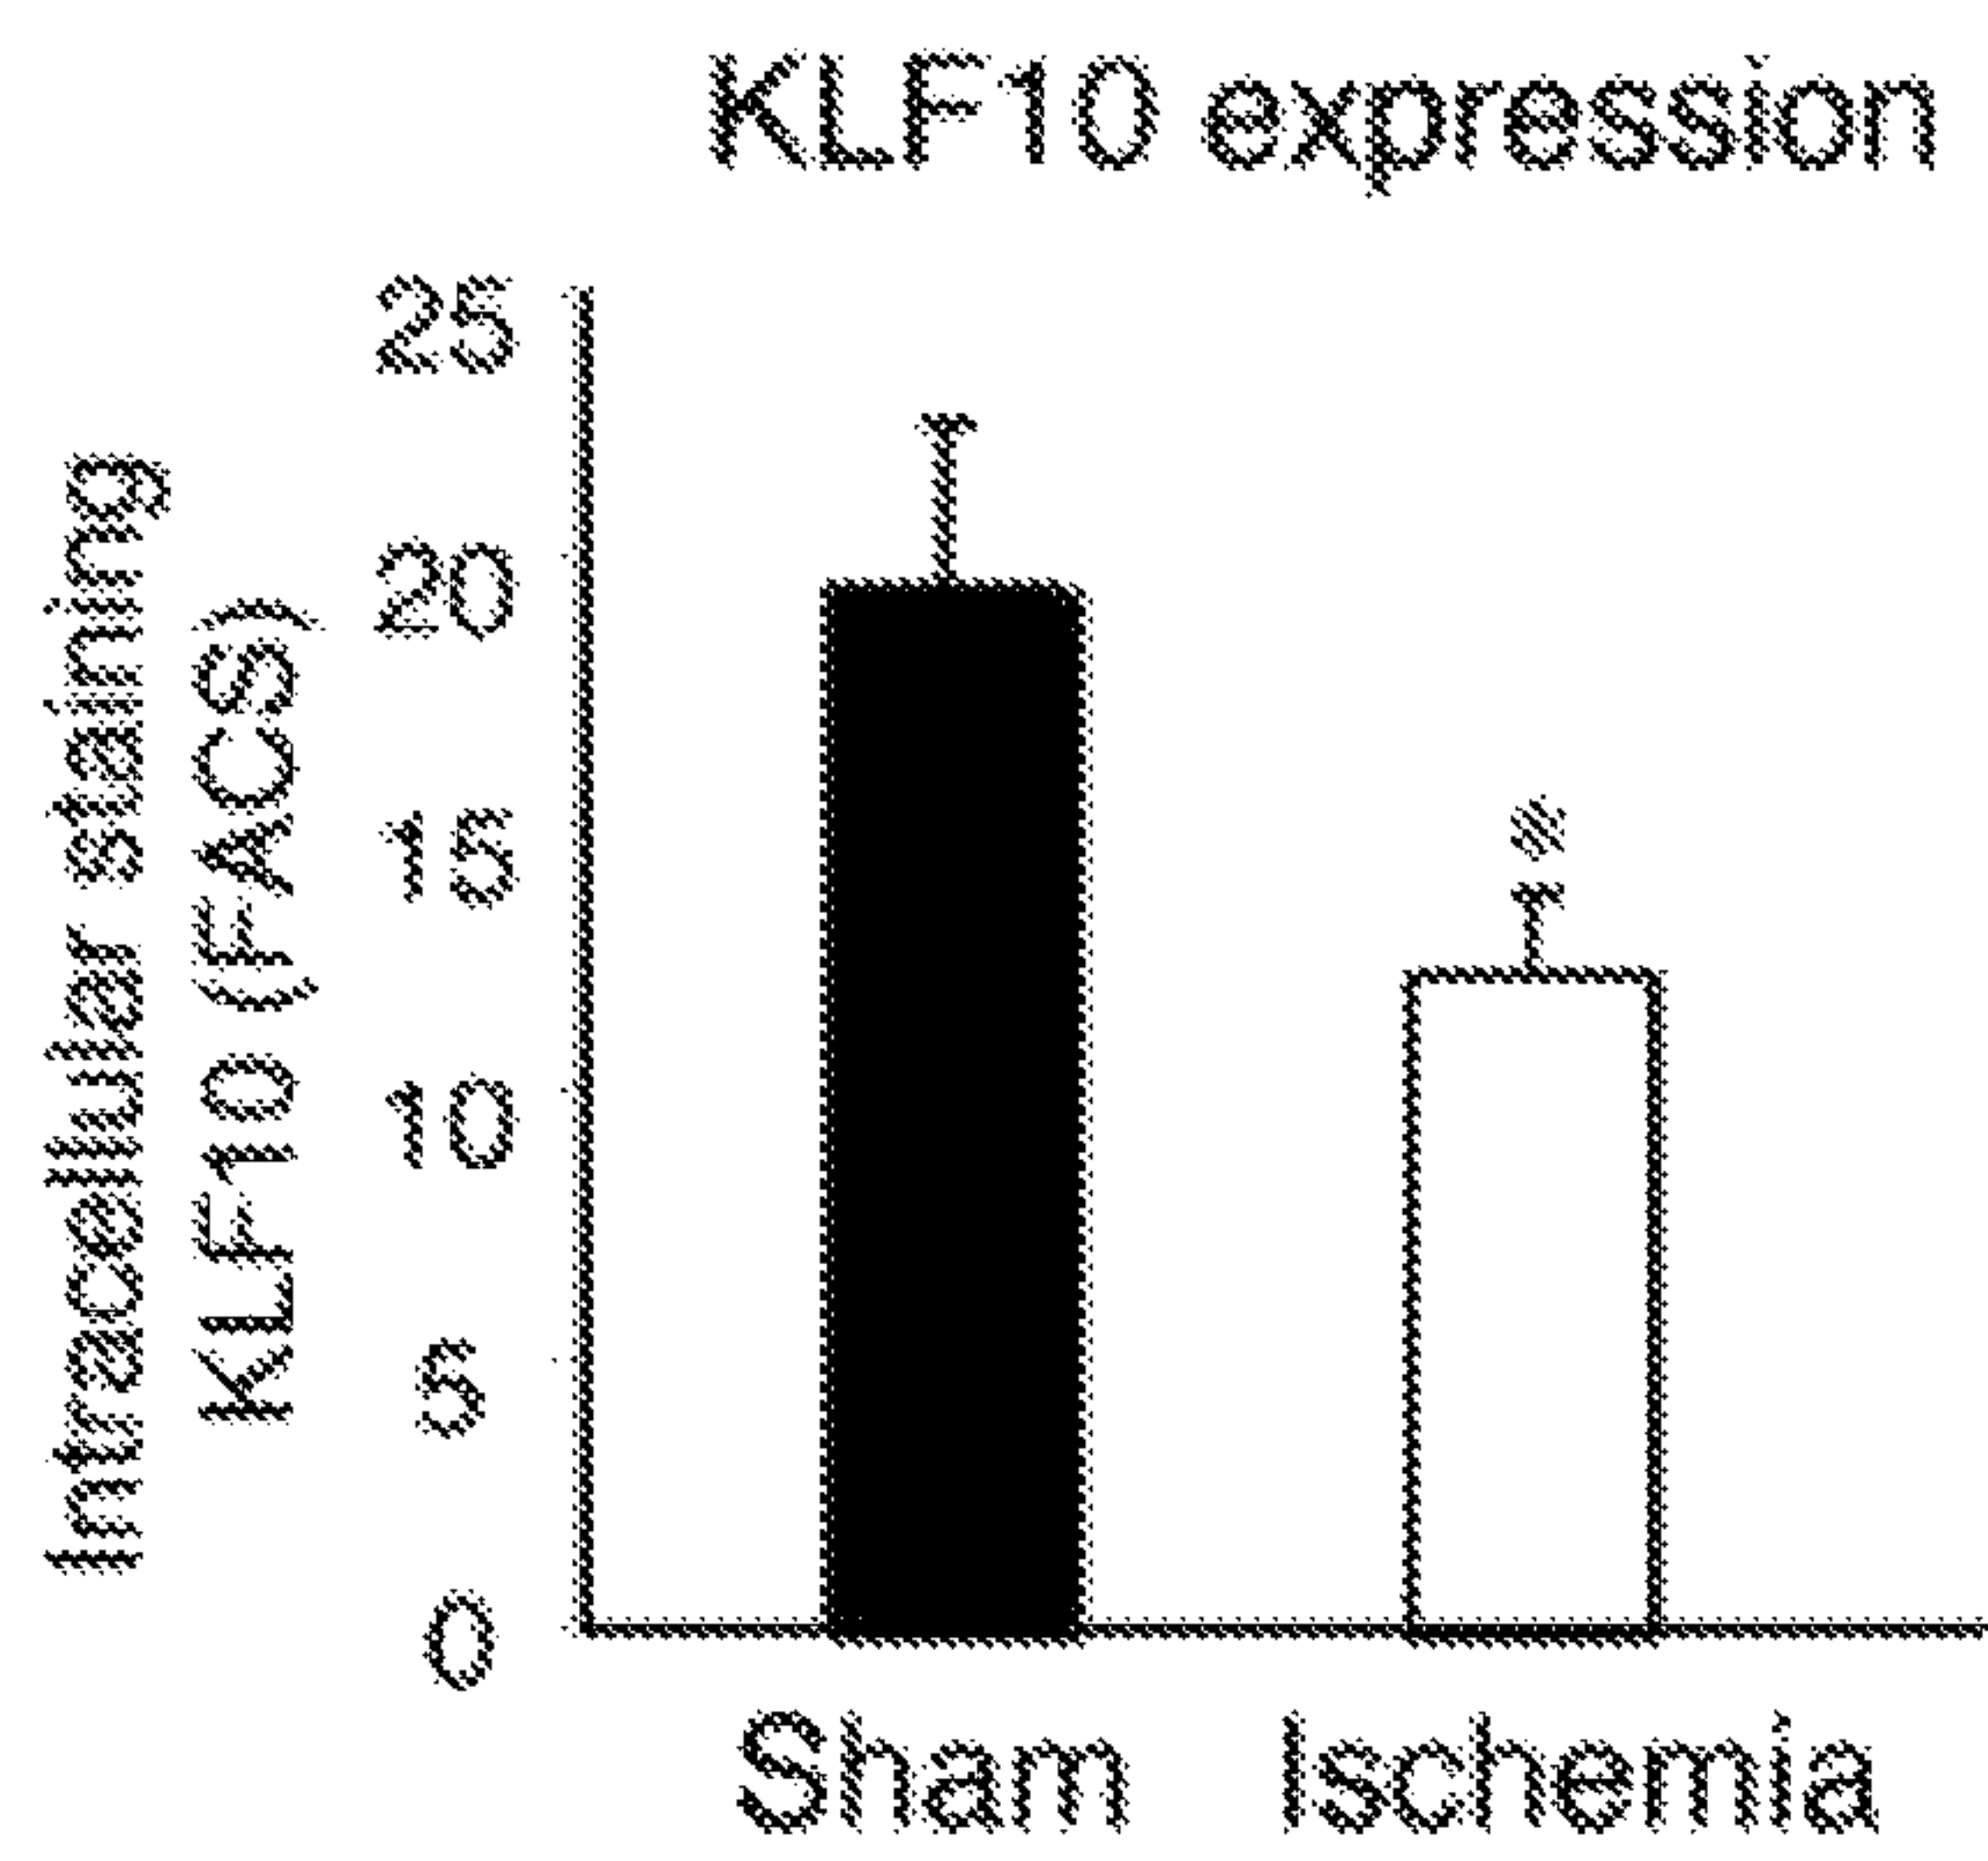 KLF10 expression
Intracellular staining
KLF10 (FACS)
25
20
15
10
5
0
*
Sham Ischemia